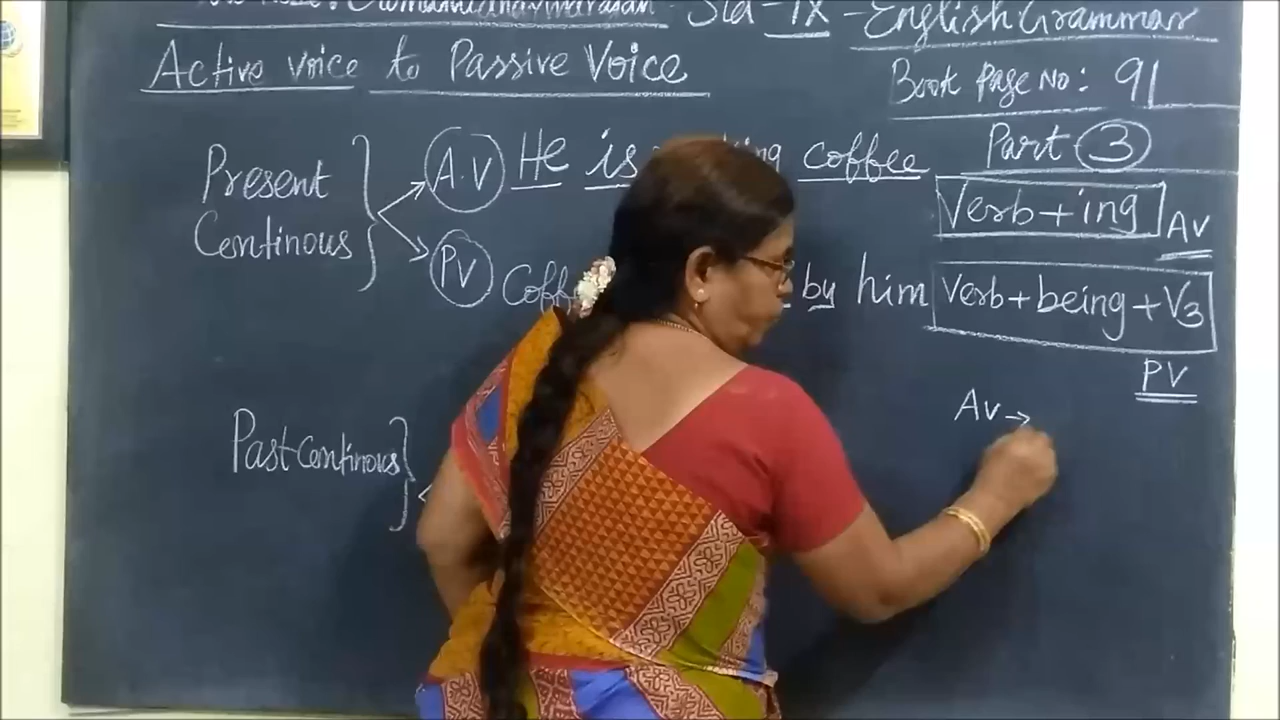 Std-IX-English Grammar
Active Voice to Passive Voice
Book Page No: 91
Part-3
Present
Continous
A.V He is coffee
Verb+ing
AV
PV by him
Verb+being+V3
PV
AV→
Past Continous